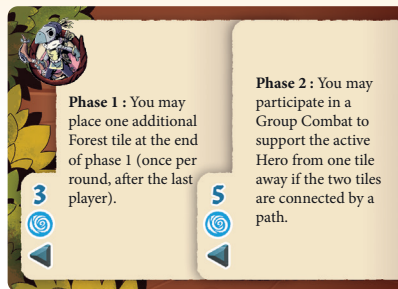 Phase 1 : You may
place one additional
Forest tile at the end
of phase 1 (once per
round, after the last
player).
3
Phase 2 : You may
participate in a
Group Combat to
support the active
Hero from one tile
away if the two tiles
are connected by a
path.
5